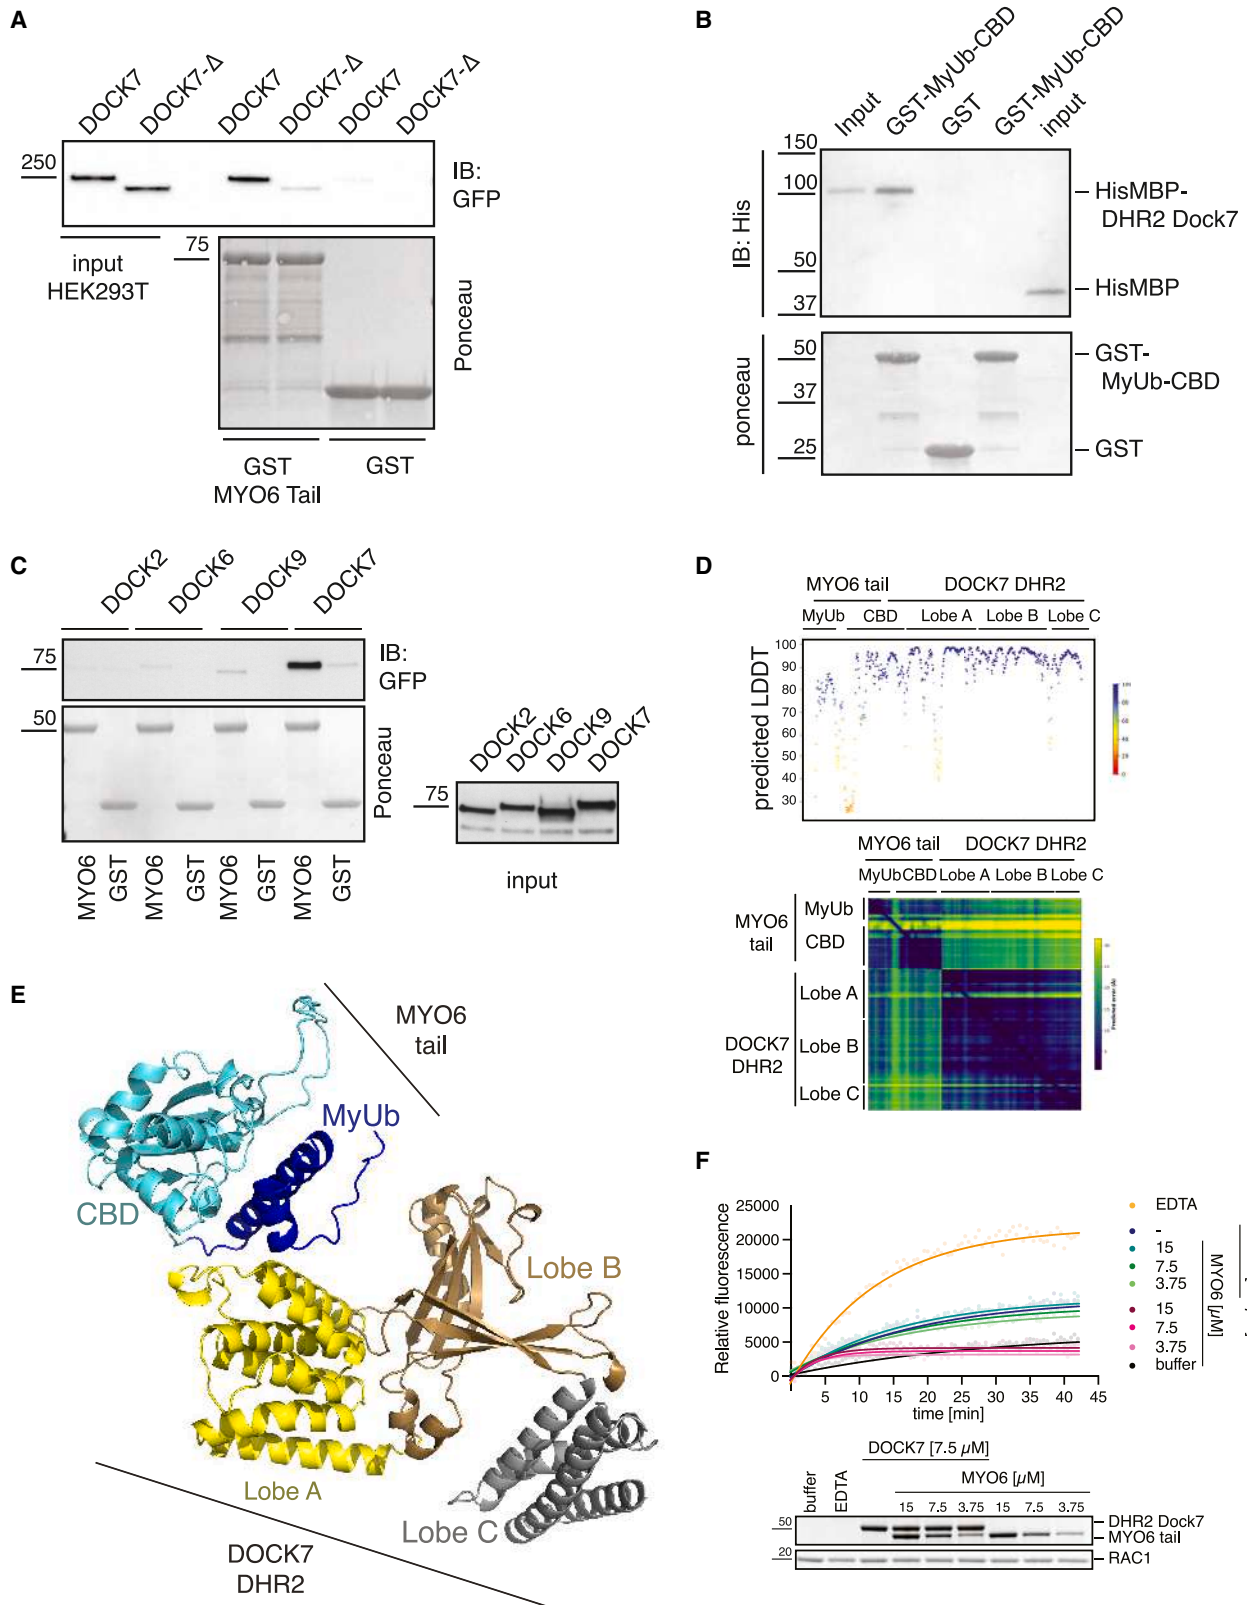 A
DOCK7
DOCK7-Δ
DOCK7
DOCK7-Δ
DOCK7
DOCK7-Δ
250
IB:
GFP
input
HEK293T
75
Ponceau
GST
MYO6 Tail
GST
B
Input
GST-MyUb-CBD
GST
GST-MyUb-CBD
input
IB: His
150
100
50
37
HisMBP-
DHR2 Dock7
HisMBP
ponceau
50
37
25
GST-
MyUb-CBD
GST
C
DOCK2
DOCK6
DOCK9
DOCK7
75
IB:
GFP
50
Ponceau
MYO6
GST
MYO6
GST
MYO6
GST
MYO6
GST
DOCK2
DOCK6
DOCK9
DOCK7
75
input
D
MYO6 tail
DOCK7 DHR2
MyUb
CBD
Lobe A
Lobe B
Lobe C
predicted LDDT
100
90
80
70
60
50
40
30
100
80
60
40
20
0
MYO6 tail
DOCK7 DHR2
MyUb
CBD
Lobe A
Lobe B
Lobe C
MYO6
tail
MyUb
CBD
DOCK7
DHR2
Lobe A
Lobe B
Lobe C
Predicted error (Å)
E
MYO6
tail
MyUb
CBD
Lobe B
Lobe A
Lobe C
DOCK7
DHR2
F
Relative fluorescence
25000
20000
15000
10000
5000
0
5
10
15
20
25
30
35
40
45
time [min]
EDTA
-
15
7.5
3.75
15
7.5
3.75
buffer
MYO6 [µM]
DOCK7 [7.5 µM]
MYO6 [µM]
buffer
EDTA
15
7.5
3.75
15
7.5
3.75
50
DHR2 Dock7
MYO6 tail
20
RAC1